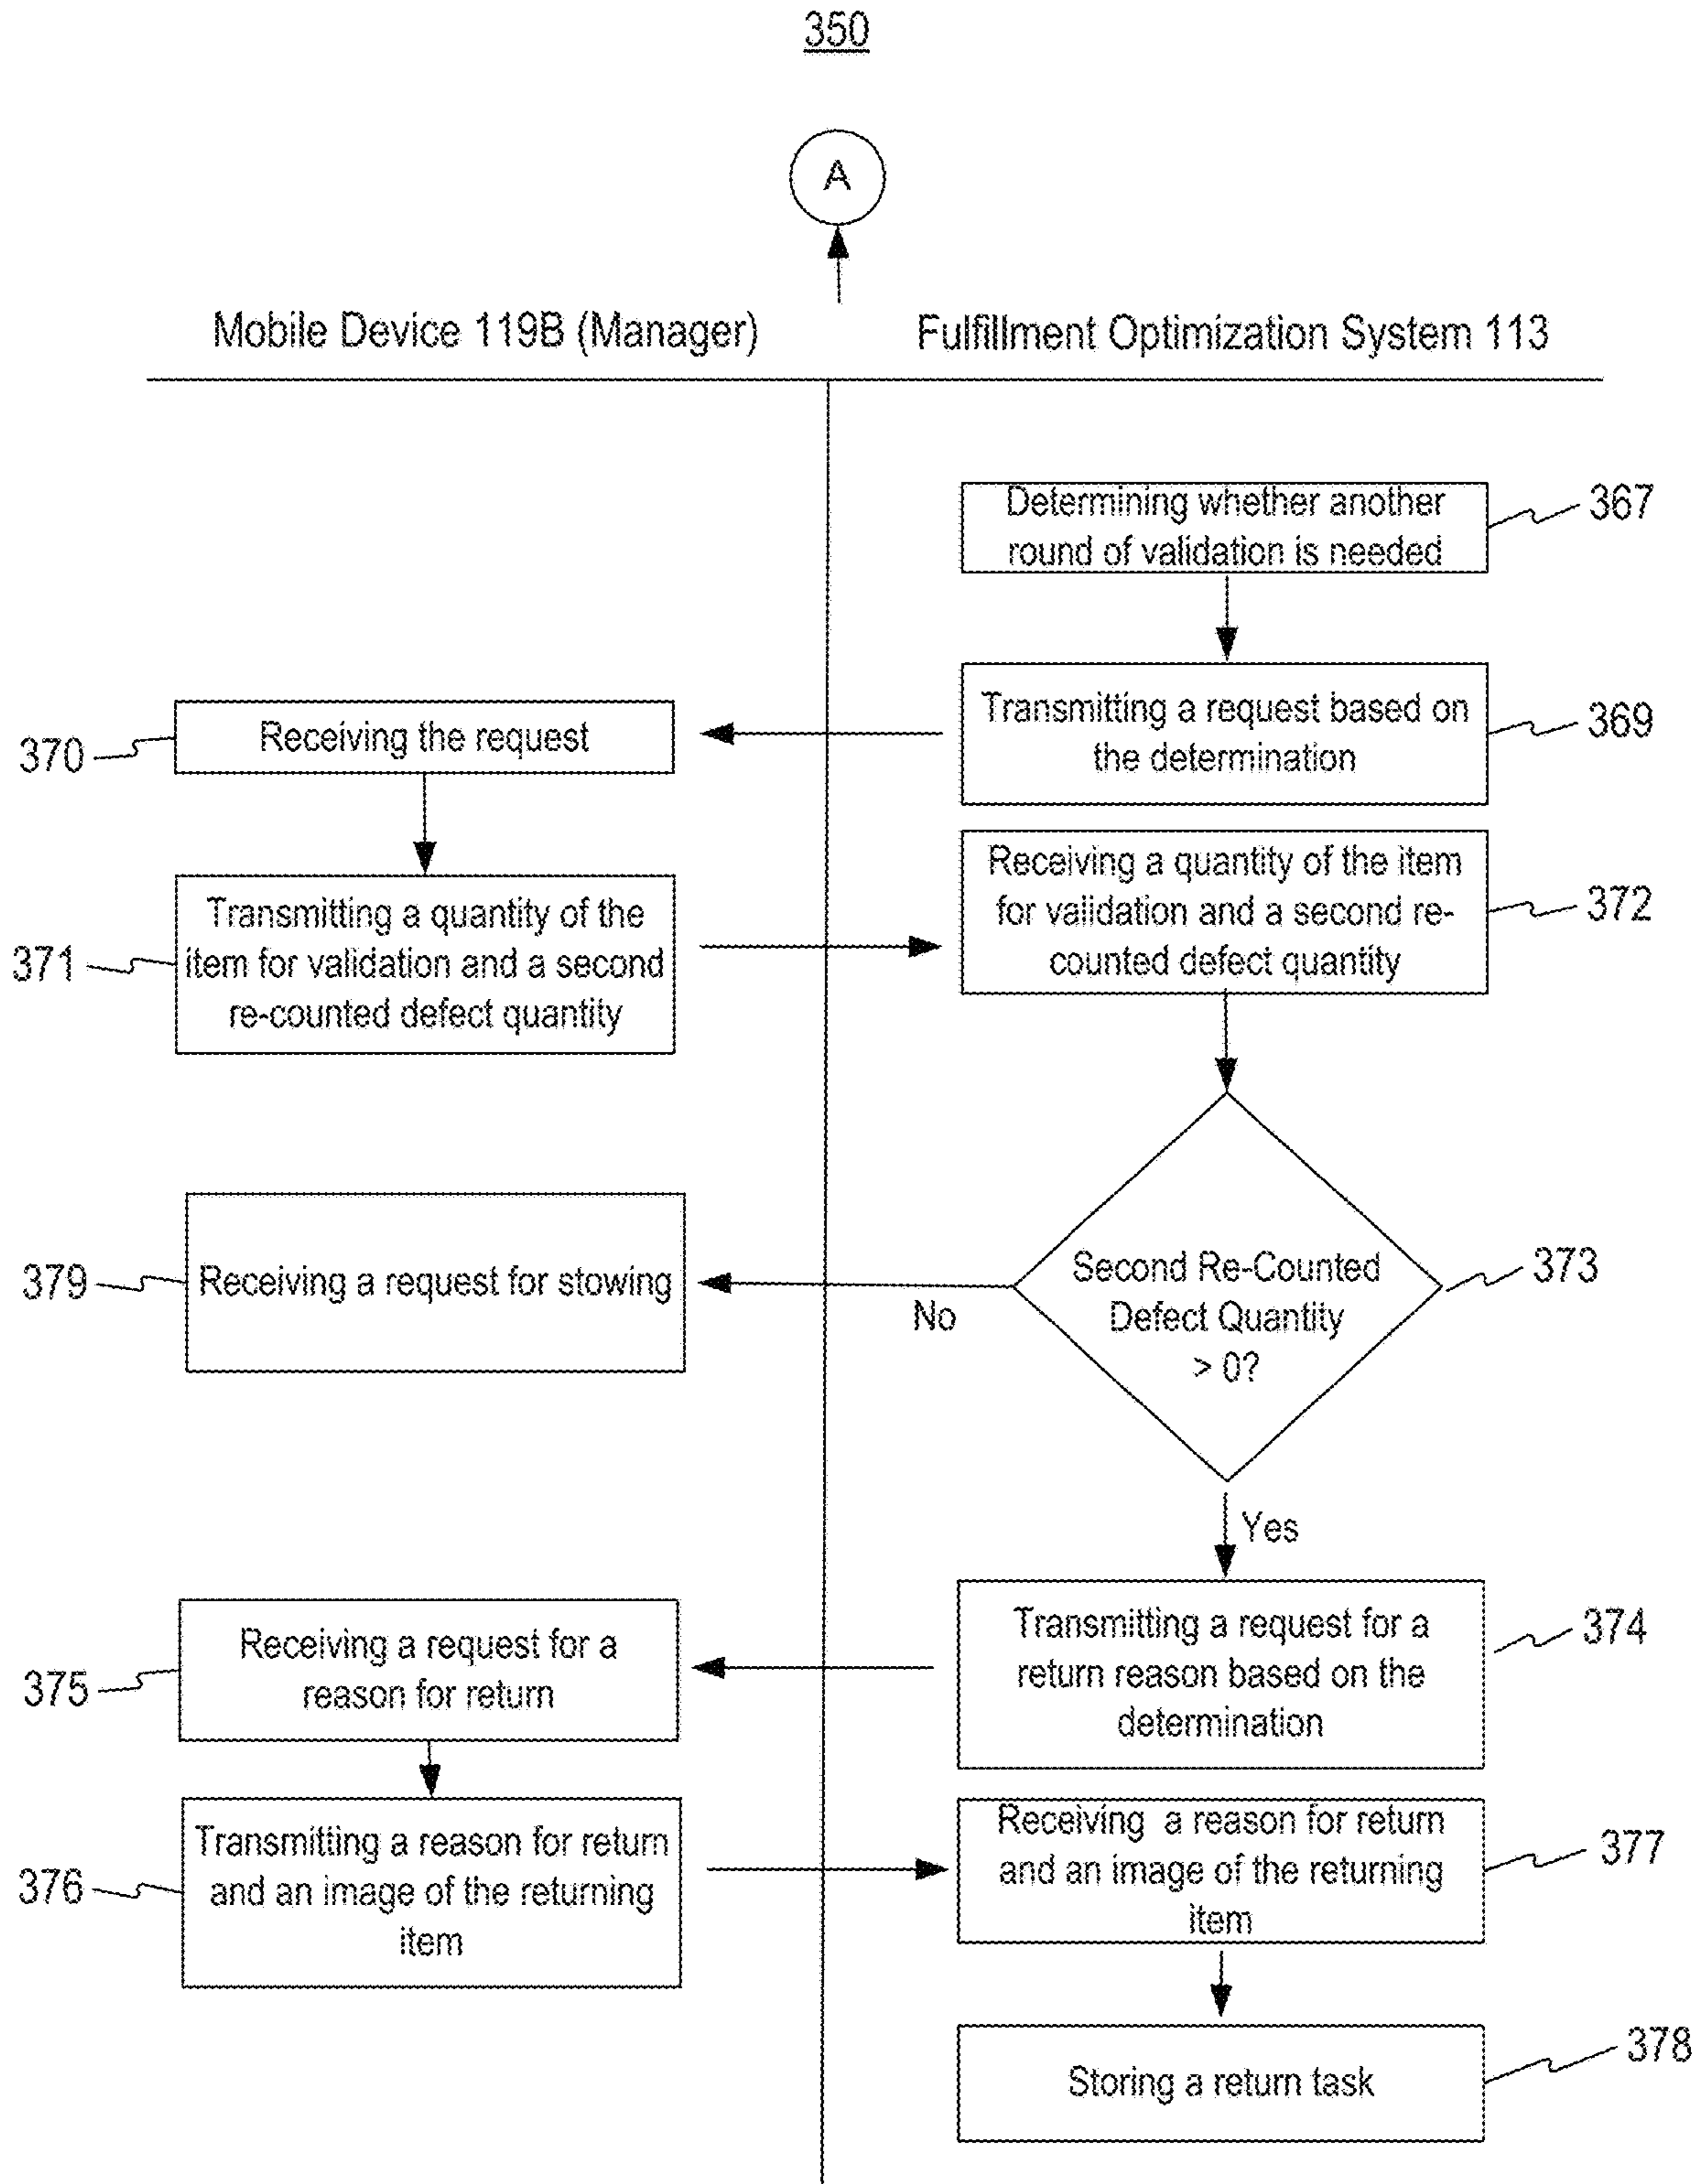 350
A
Mobile Device 119B (Manager)
Fulfillment Optimization System 113
Determining whether another
round of validation is needed
367
Transmitting a request based on
the determination
369
Receiving the request
370
Transmitting a quantity of the
item for validation and a second
re-counted defect quantity
371
Receiving a quantity of the item
for validation and a second re-
counted defect quantity
372
Second Re-Counted
Defect Quantity
> 0?
373
No
Receiving a request for stowing
379
Yes
Transmitting a request for a
return reason based on the
determination
374
Receiving a request for a
reason for return
375
Transmitting a reason for return
and an image of the returning
item
376
Receiving a reason for return
and an image of the returning
item
377
Storing a return task
378